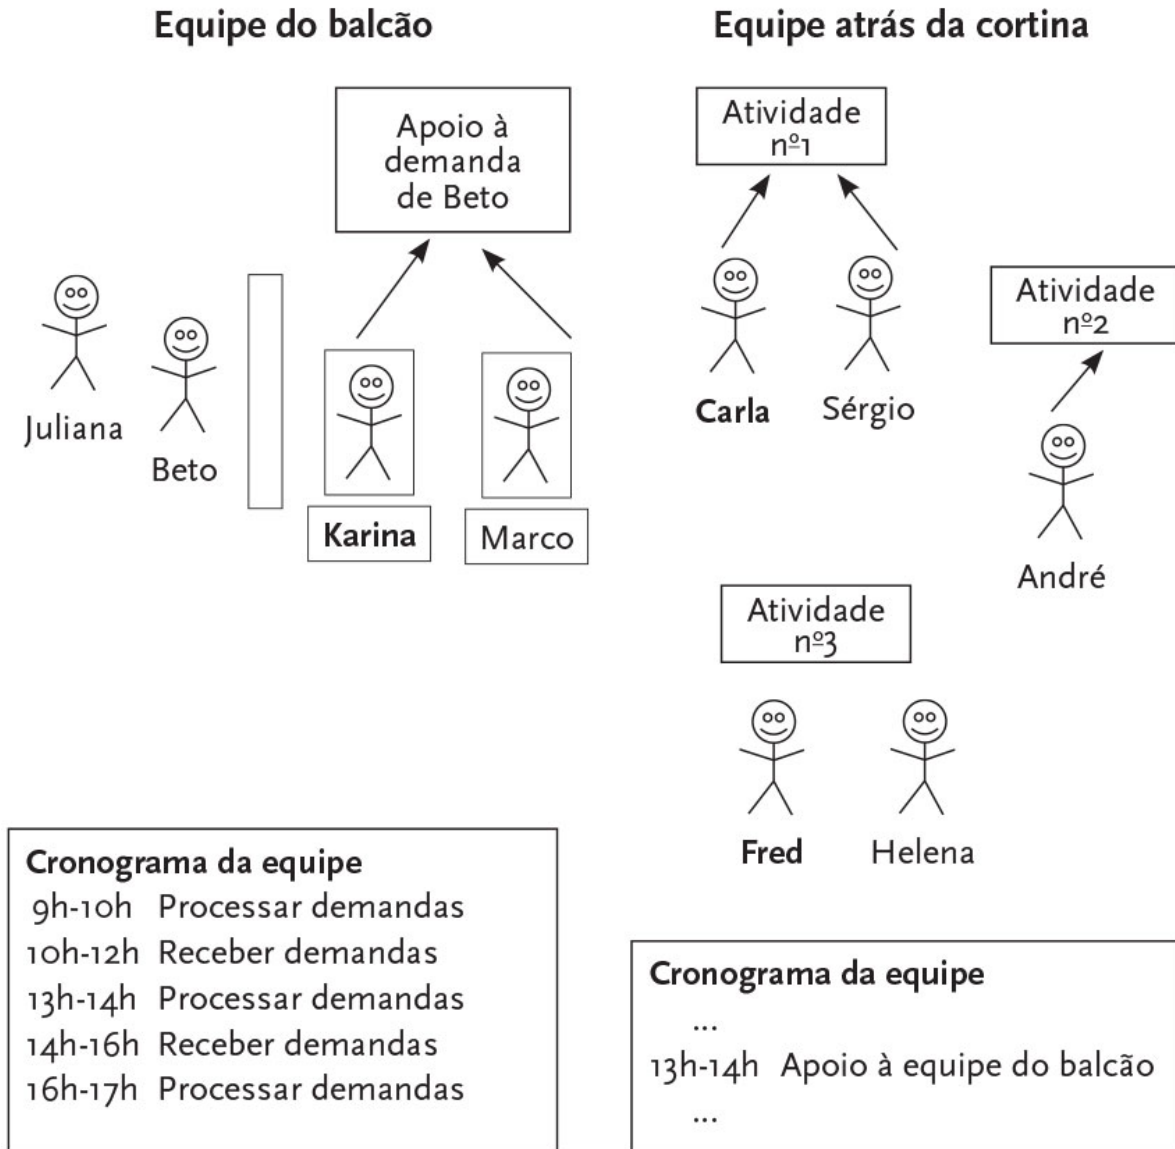 Equipe do balcão
Apoio à
demanda
de Beto
Juliana
Beto
Karina
Marco
Cronograma da equipe
9h-10h Processar demandas
10h-12h Receber demandas
13h-14h Processar demandas
14h-16h Receber demandas
16h-17h Processar demandas
Equipe atrás da cortina
Atividade
nº1
Carla
Sérgio
Atividade
nº2
André
Atividade
nº3
Fred
Helena
Cronograma da equipe
...
13h-14h Apoio à equipe do balcão
...